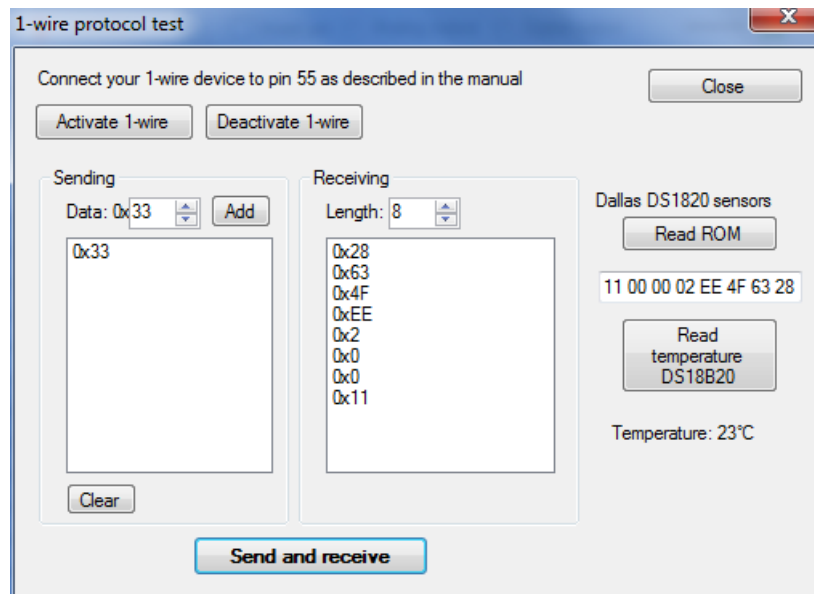 1-wire protocol test
X
Connect your 1-wire device to pin 55 as described in the manual
Close
Activate 1-wire
Deactivate 1-wire
Sending
Data: 0x 33
Add
0x33
Clear
Receiving
Length: 8
0x28
0x63
0x4F
0xEE
0x2
0x0
0x0
0x11
Dallas DS1820 sensors
Read ROM
11 00 00 02 EE 4F 63 28
Read
temperature
DS18B20
Temperature: 23°C
Send and receive